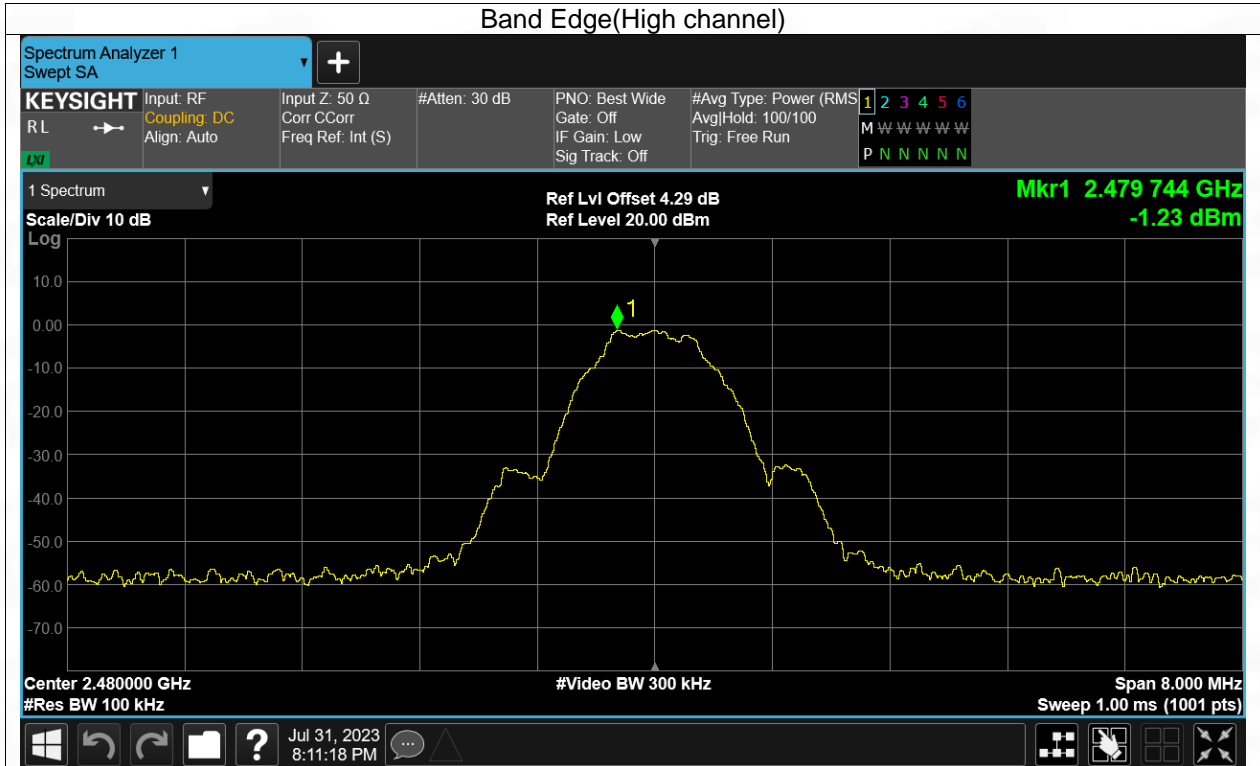 Band Edge(High channel)
Spectrum Analyzer 1
Swept SA
KEYSIGHT
R L
LXI
Input: RF
Coupling: DC
Align: Auto
Input Z: 50 Ω
Corr CCorr
Freq Ref: Int (S)
#Atten: 30 dB
PNO: Best Wide
Gate: Off
IF Gain: Low
Sig Track: Off
#Avg Type: Power (RMS
Avg|Hold: 100/100
Trig: Free Run
1 2 3 4 5 6
M W W W W W
P N N N N N
1 Spectrum
Scale/Div 10 dB
Ref Lvl Offset 4.29 dB
Ref Level 20.00 dBm
Mkr1 2.479 744 GHz
-1.23 dBm
Log
10.0
0.00
-10.0
-20.0
-30.0
-40.0
-50.0
-60.0
-70.0
1
Center 2.480000 GHz
#Res BW 100 kHz
#Video BW 300 kHz
Span 8.000 MHz
Sweep 1.00 ms (1001 pts)
?
Jul 31, 2023
8:11:18 PM